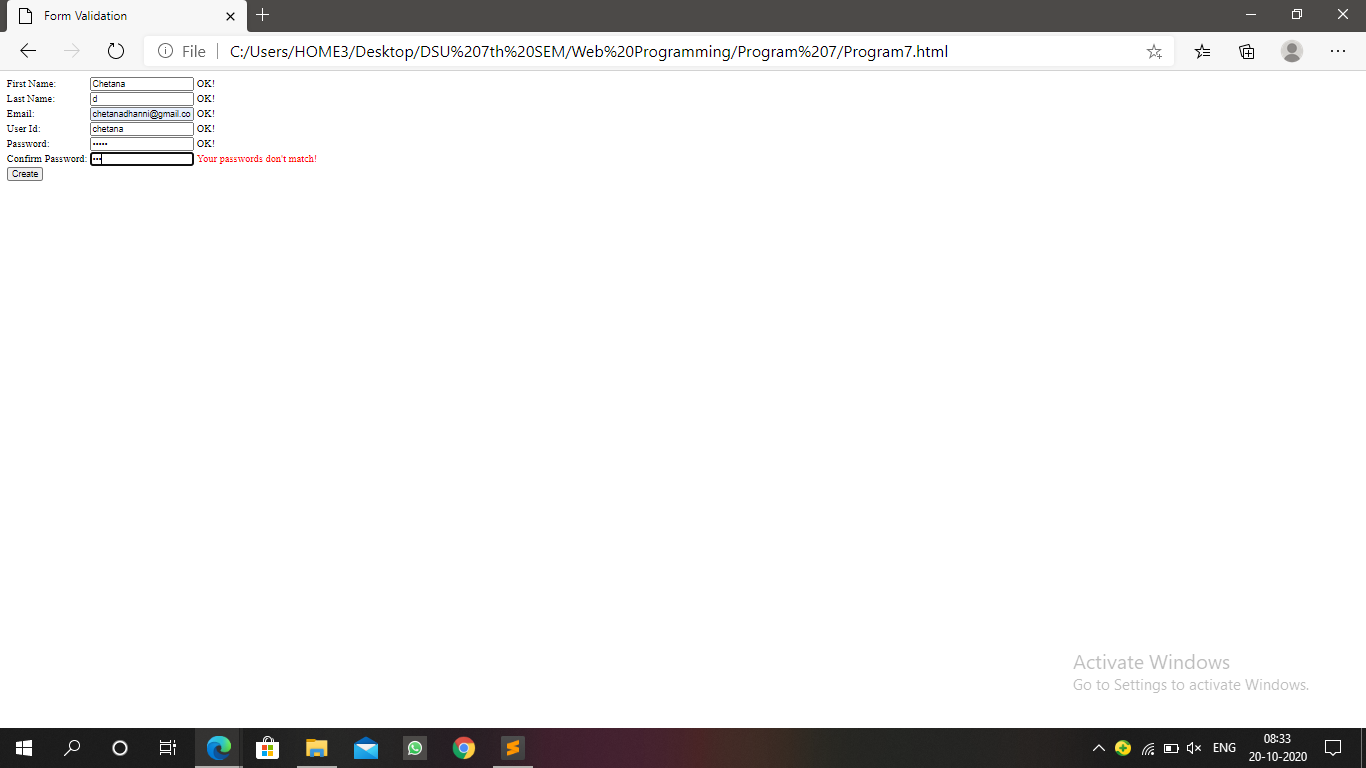 Form Validation
File | C:/Users/HOME3/Desktop/DSU%207th%20SEM/Web%20Programming/Program%207/Program7.html
First Name: Chetana OK!
Last Name: d OK!
Email: chetanadhanni@gmail.co OK!
User Id: chetana OK!
Password: ••••• OK!
Confirm Password: ••• Your passwords don't match!
Create
Activate Windows
Go to Settings to activate Windows.
ENG
08:33
20-10-2020